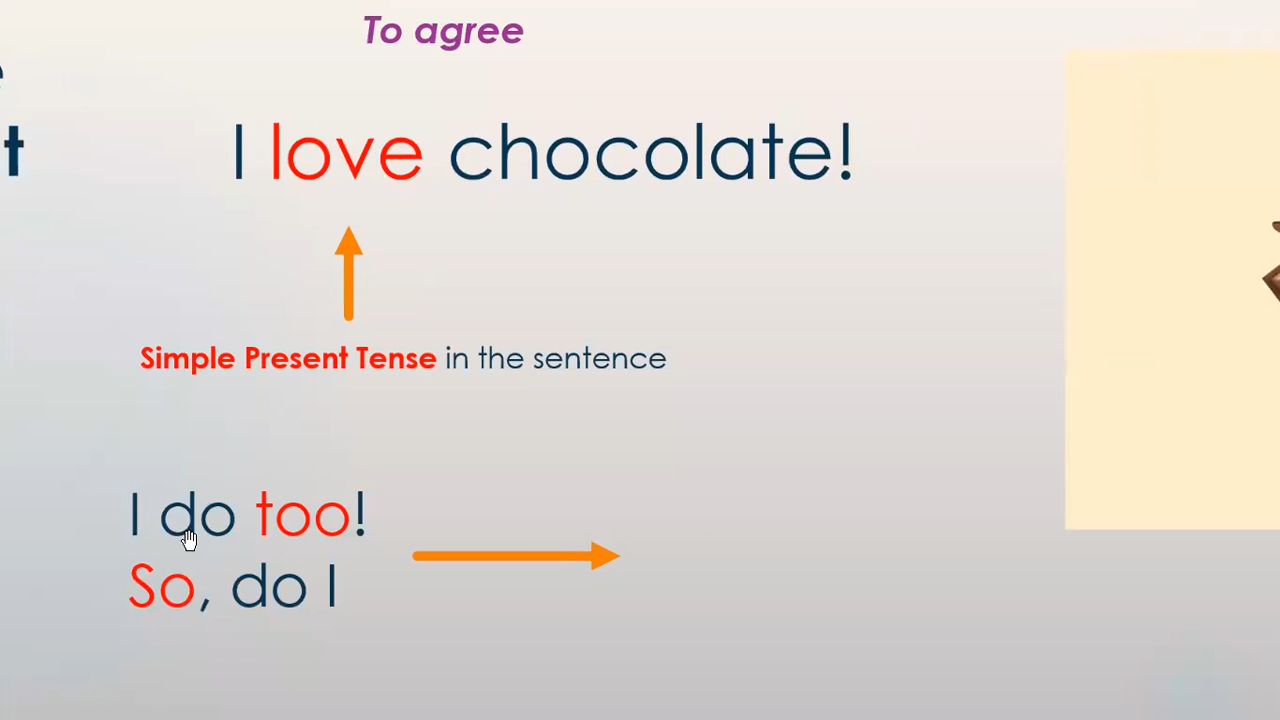 To agree
I love chocolate!
Simple Present Tense in the sentence
I do too!
So, do I